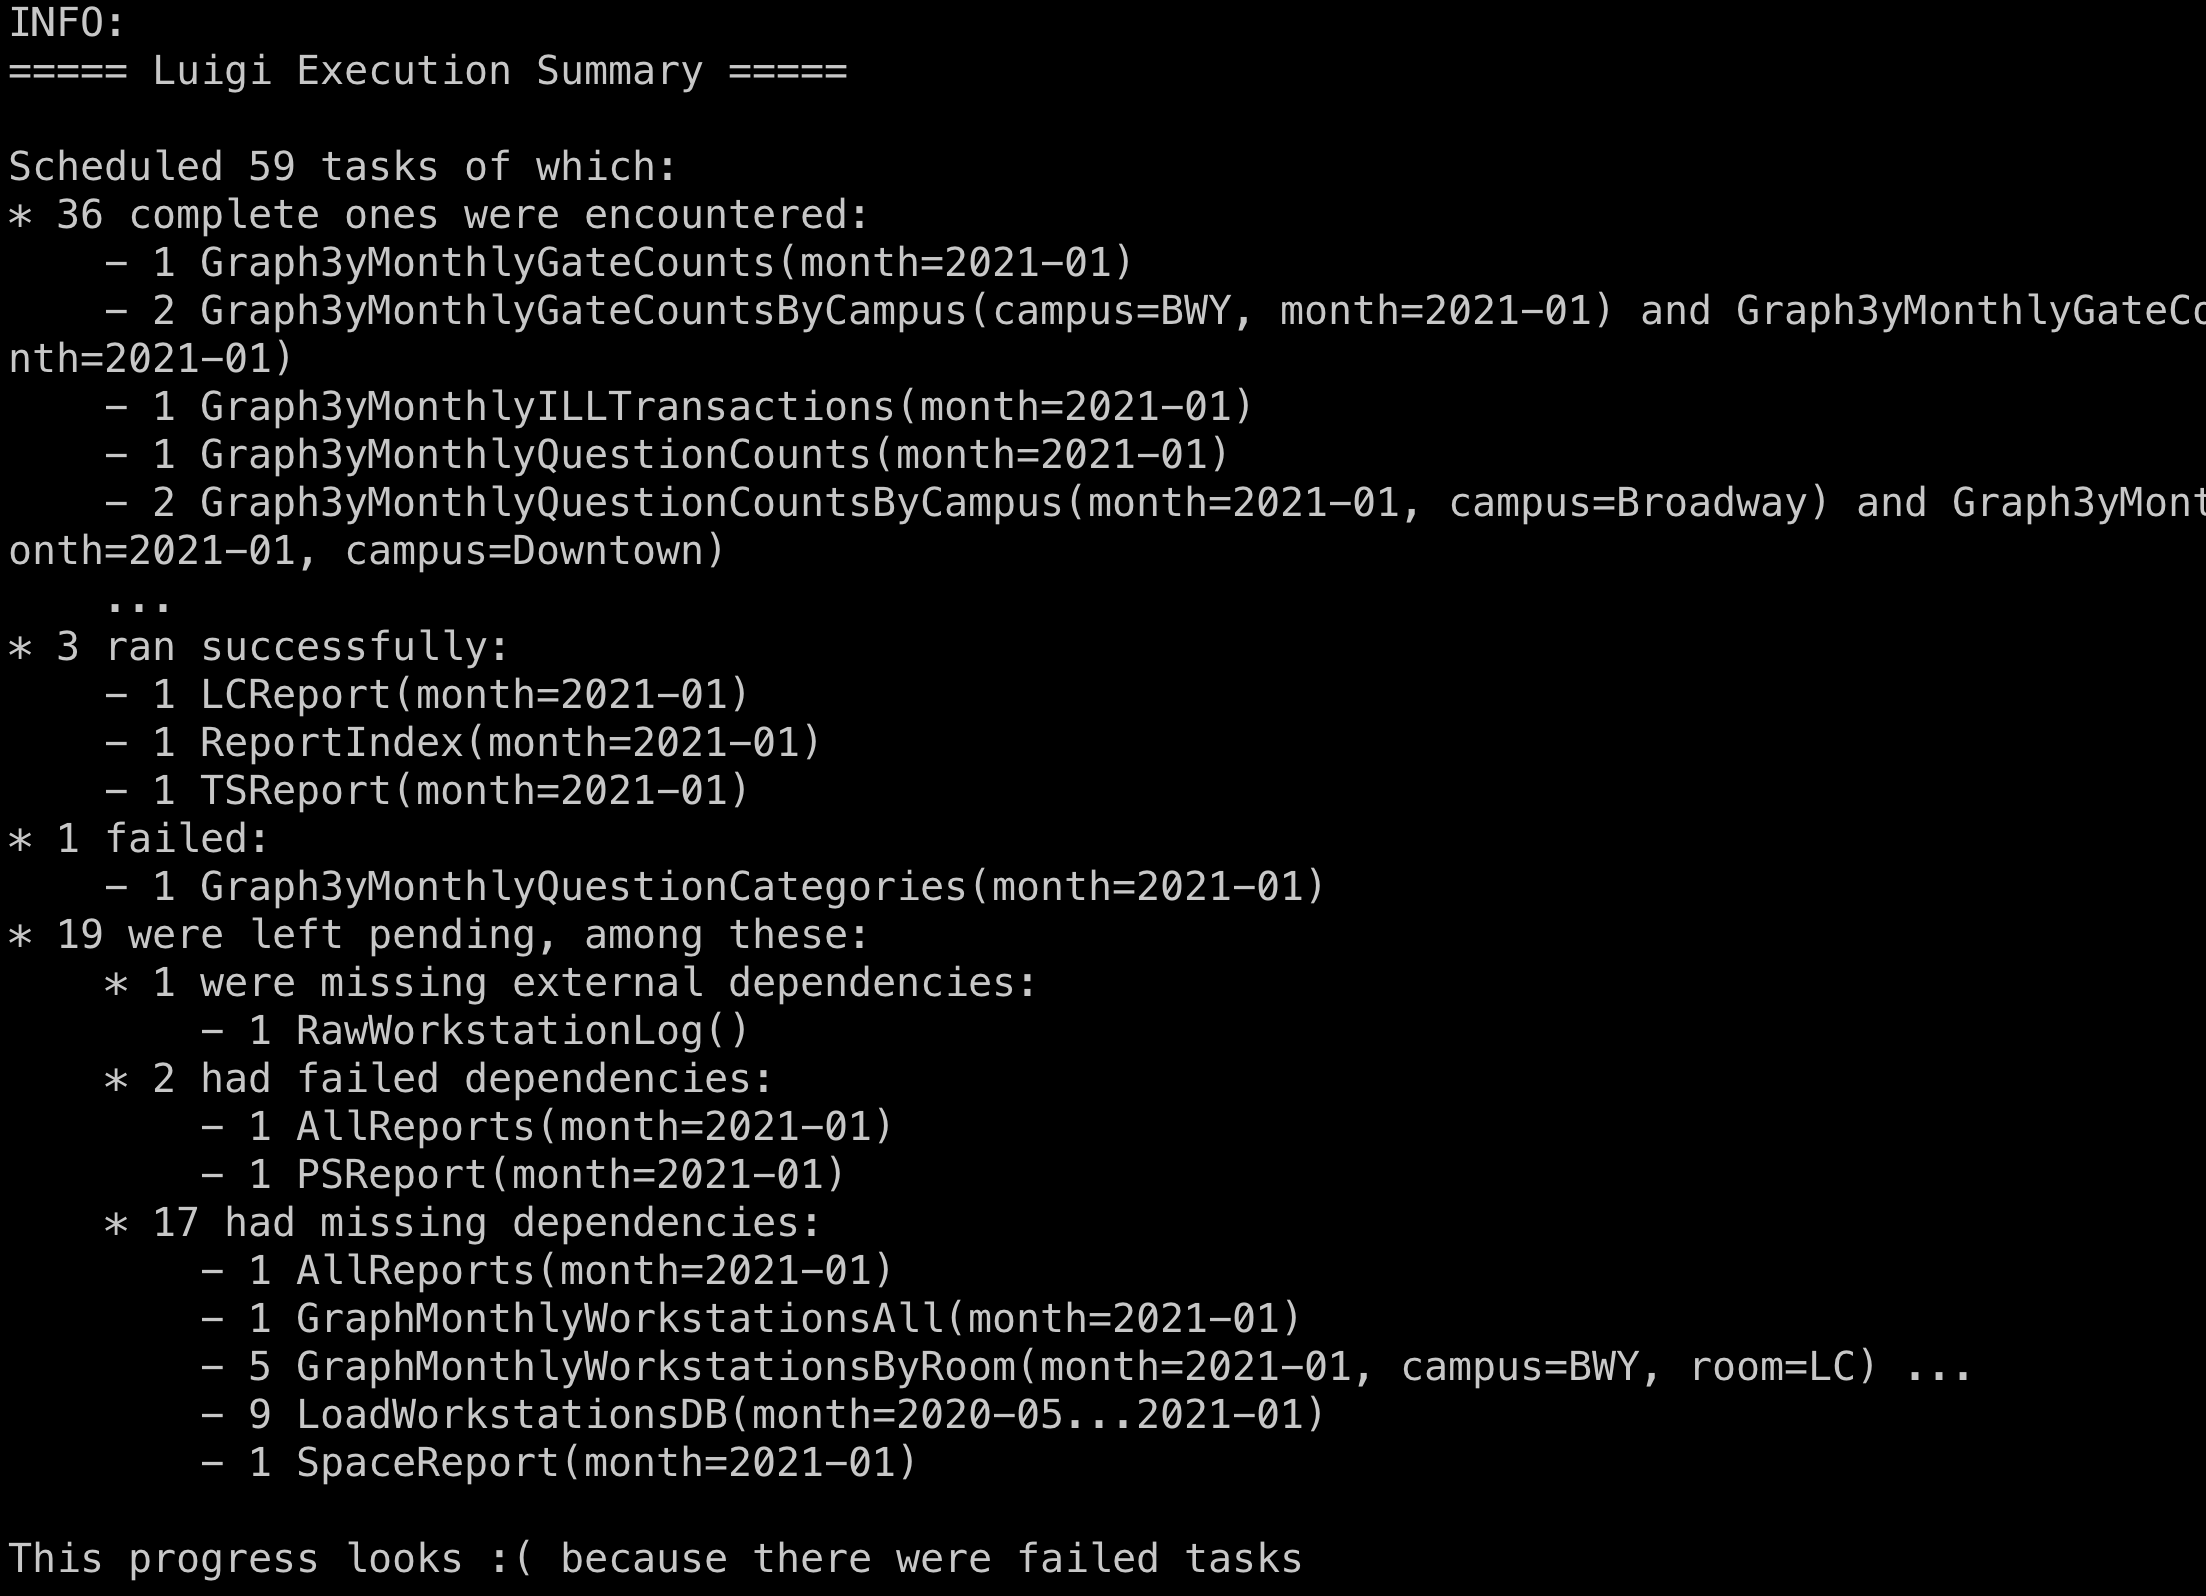 INFO:
===== Luigi Execution Summary =====

Scheduled 59 tasks of which:
* 36 complete ones were encountered:
    - 1 Graph3yMonthlyGateCounts(month=2021-01)
    - 2 Graph3yMonthlyGateCountsByCampus(campus=BWY, month=2021-01) and Graph3yMonthlyGateCo
nth=2021-01)
    - 1 Graph3yMonthlyILLTransactions(month=2021-01)
    - 1 Graph3yMonthlyQuestionCounts(month=2021-01)
    - 2 Graph3yMonthlyQuestionCountsByCampus(month=2021-01, campus=Broadway) and Graph3yMont
onth=2021-01, campus=Downtown)
    ...
* 3 ran successfully:
    - 1 LCReport(month=2021-01)
    - 1 ReportIndex(month=2021-01)
    - 1 TSReport(month=2021-01)
* 1 failed:
    - 1 Graph3yMonthlyQuestionCategories(month=2021-01)
* 19 were left pending, among these:
    * 1 were missing external dependencies:
        - 1 RawWorkstationLog()
    * 2 had failed dependencies:
        - 1 AllReports(month=2021-01)
        - 1 PSReport(month=2021-01)
    * 17 had missing dependencies:
        - 1 AllReports(month=2021-01)
        - 1 GraphMonthlyWorkstationsAll(month=2021-01)
        - 5 GraphMonthlyWorkstationsByRoom(month=2021-01, campus=BWY, room=LC) ...
        - 9 LoadWorkstationsDB(month=2020-05...2021-01)
        - 1 SpaceReport(month=2021-01)

This progress looks :( because there were failed tasks